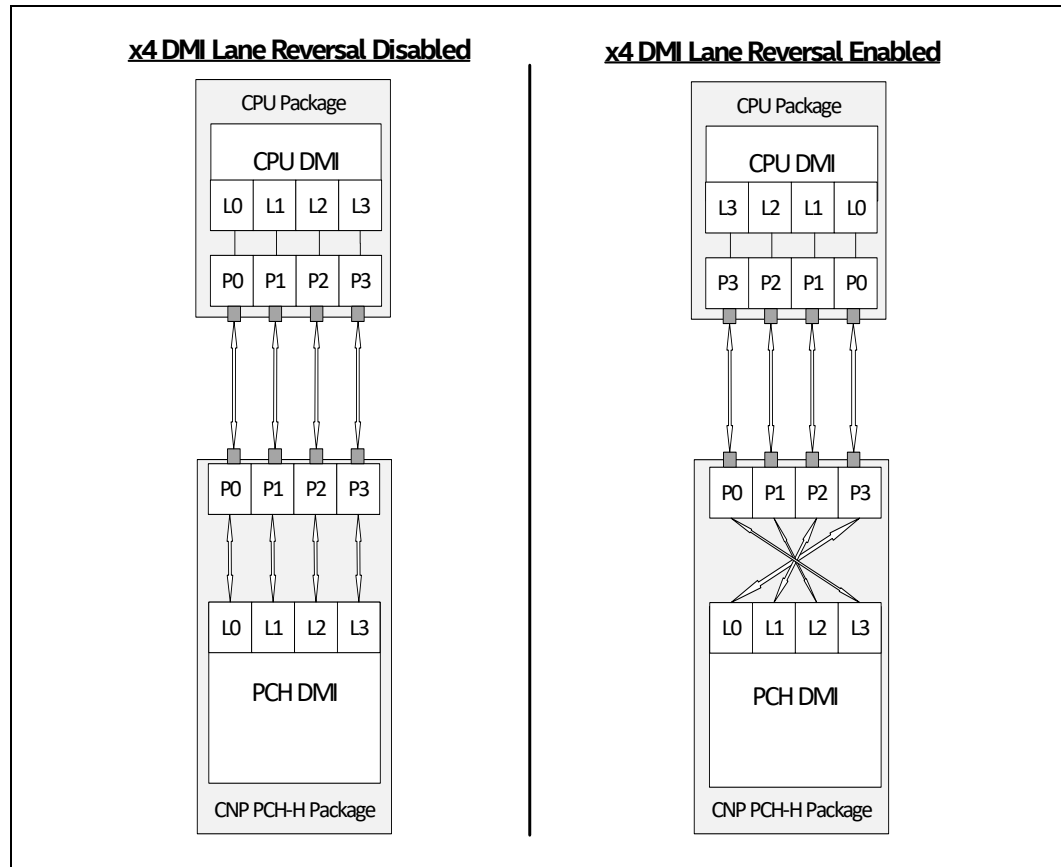 x4 DMI Lane Reversal Disabled
CPU Package
CPU DMI
L0 L1 L2 L3
P0 P1 P2 P3
P0 P1 P2 P3
L0 L1 L2 L3
PCH DMI
CNP PCH-H Package
x4 DMI Lane Reversal Enabled
CPU Package
CPU DMI
L3 L2 L1 L0
P3 P2 P1 P0
P0 P1 P2 P3
L0 L1 L2 L3
PCH DMI
CNP PCH-H Package